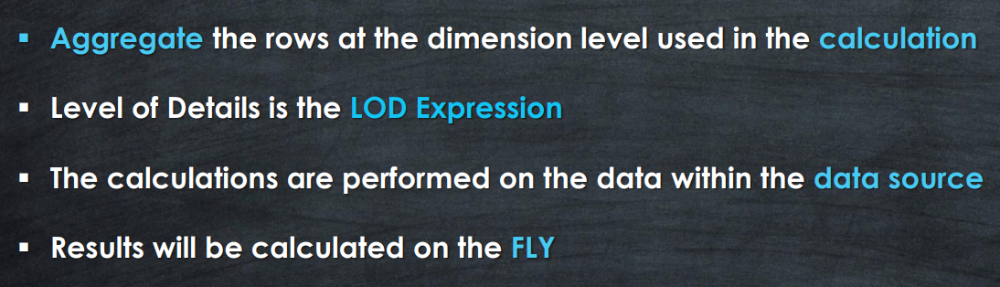 ▪ Aggregate the rows at the dimension level used in the calculation
▪ Level of Details is the LOD Expression
▪ The calculations are performed on the data within the data source
▪ Results will be calculated on the FLY